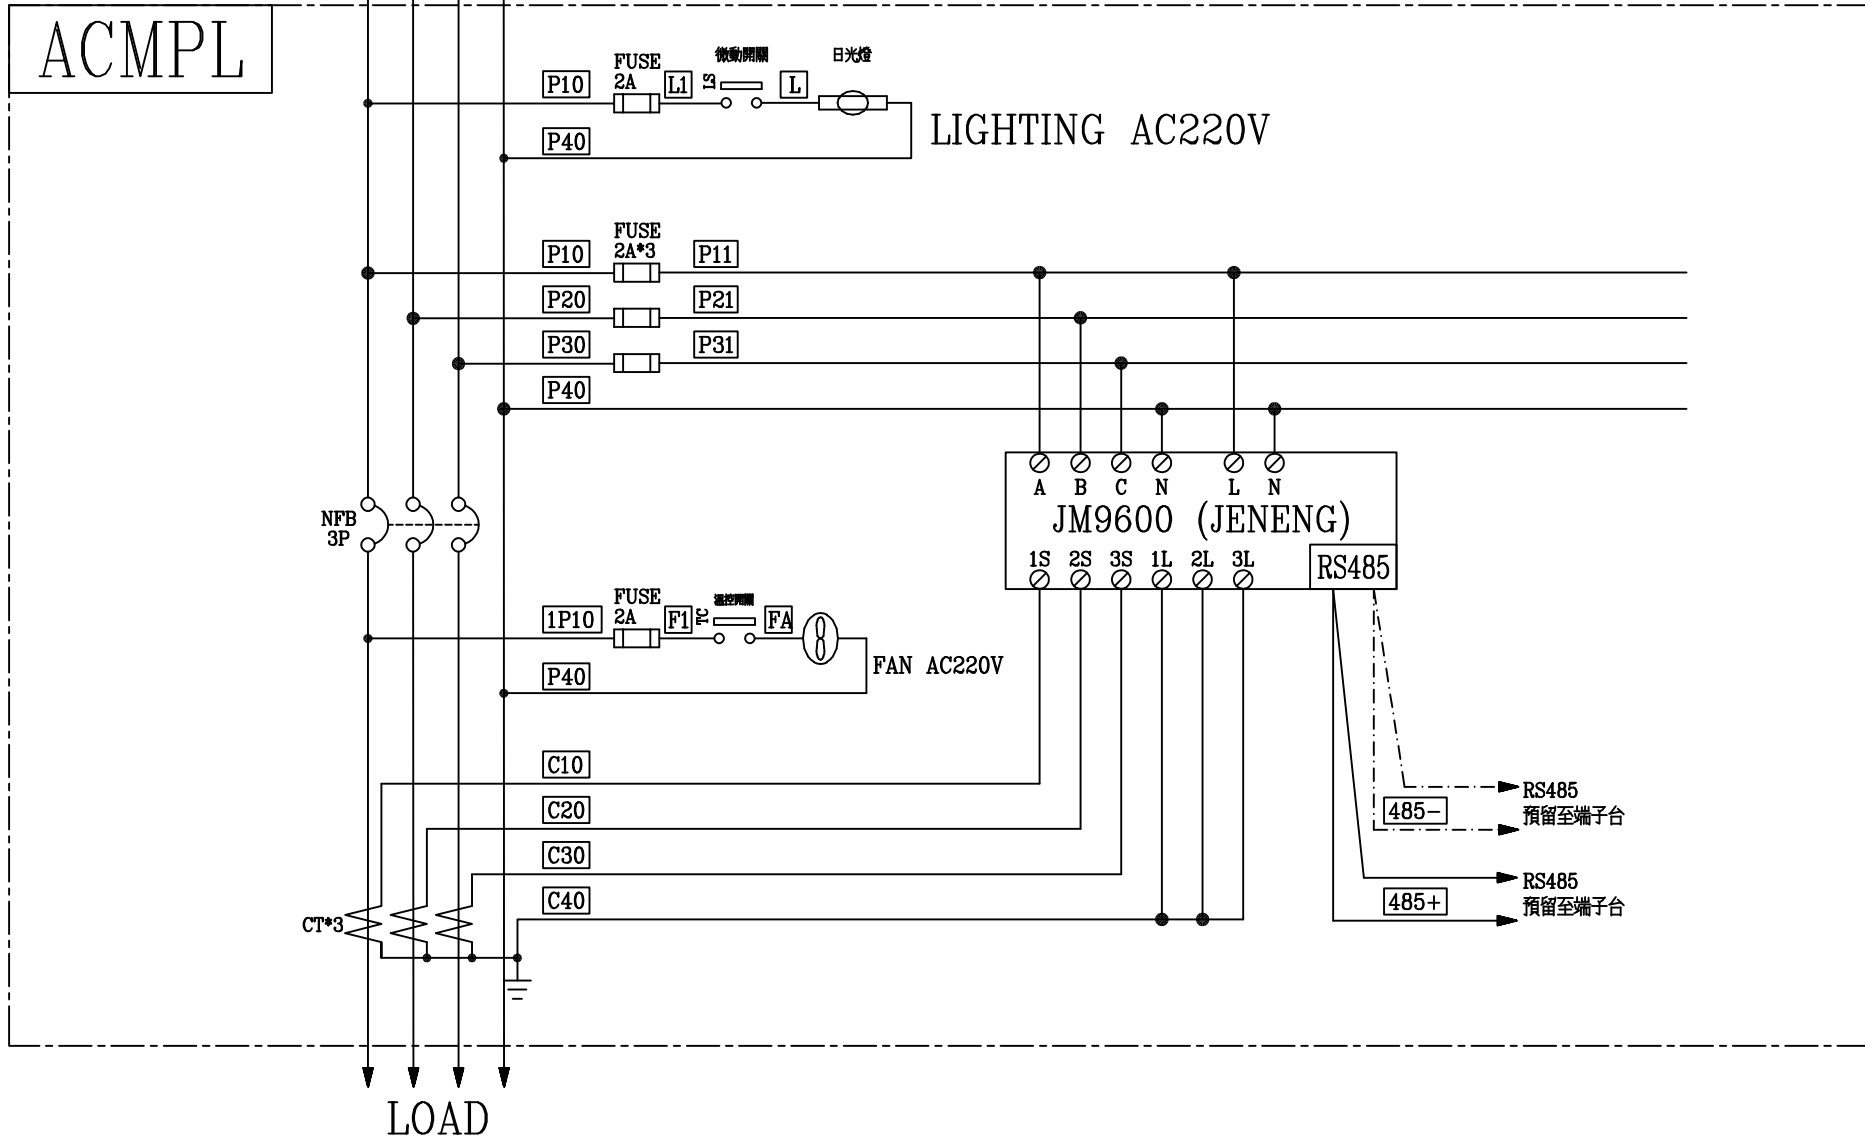 ACMPL
微動開關
日光燈
FUSE
2A
P10
L1
LS
L
P40
LIGHTING AC220V
FUSE
2A*3
P10
P11
P20
P21
P30
P31
P40
A B C N L N
JM9600 (JENENG)
1S 2S 3S 1L 2L 3L
RS485
NFB
3P
溫控開關
FUSE
2A
1P10
F1
TC
FA
P40
FAN AC220V
C10
C20
C30
C40
CT*3
485-
RS485
預留至端子台
485+
RS485
預留至端子台
LOAD